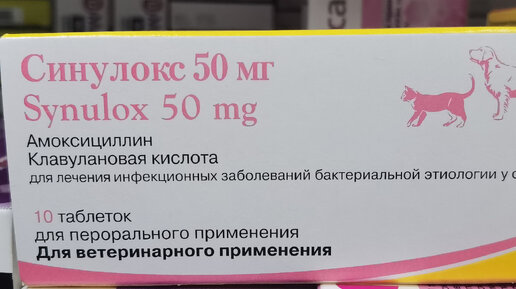 Синулокс 50 мг
Synulox 50 mg
Амоксициллин
Клавулановая кислота
для лечения инфекционных заболеваний бактериальной этиологии у
10 таблеток
для перорального применения
Для ветеринарного применения